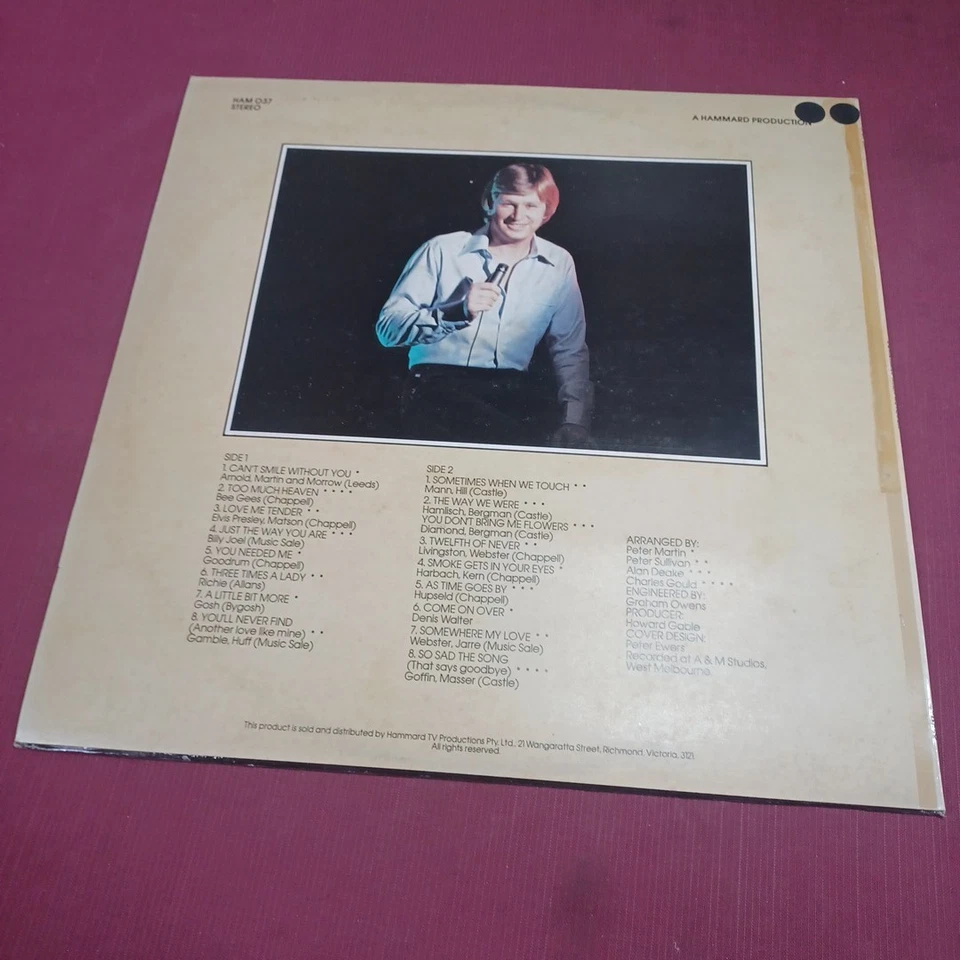 HAM 037
STEREO
A HAMMARD PRODUCTION
SIDE 1
1. CAN'T SMILE WITHOUT YOU *
Arnold, Martin and Morrow (Leeds)
2. TOO MUCH HEAVEN * * * *
Bee Gees (Chappell)
3. LOVE ME TENDER * *
Elvis Presley, Matson (Chappell)
4. JUST THE WAY YOU ARE * * *
Billy Joel (Music Sale)
5. YOU NEEDED ME *
Goodrum (Chappell)
6. THREE TIMES A LADY * *
Richie (Allans)
7. A LITTLE BIT MORE *
Gosh (Bygosh)
8. YOU'LL NEVER FIND
(Another love like mine) * *
Gamble, Huff (Music Sale)
SIDE 2
1. SOMETIMES WHEN WE TOUCH * *
Mann, Hill (Castle)
2. THE WAY WE WERE * * *
Hamlisch, Bergman (Castle)
YOU DON'T BRING ME FLOWERS * * *
Diamond, Bergman (Castle)
3. TWELFTH OF NEVER * *
Livingston, Webster (Chappell)
4. SMOKE GETS IN YOUR EYES *
Harbach, Kern (Chappell)
5. AS TIME GOES BY * * *
Hupseld (Chappell)
6. COME ON OVER *
Denis Walter
7. SOMEWHERE MY LOVE * *
Webster, Jarre (Music Sale)
8. SO SAD THE SONG
(That says goodbye) * * * *
Goffin, Masser (Castle)
ARRANGED BY:
Peter Martin *
Peter Sullivan * *
Alan Deake * * *
Charles Gould * * * *
ENGINEERED BY:
Graham Owens
PRODUCER:
Howard Gable
COVER DESIGN:
Peter Ewers
Recorded at A & M Studios,
West Melbourne.
This product is sold and distributed by Hammard TV Productions Pty. Ltd., 21 Wangaratta Street, Richmond, Victoria, 3121.
All rights reserved.